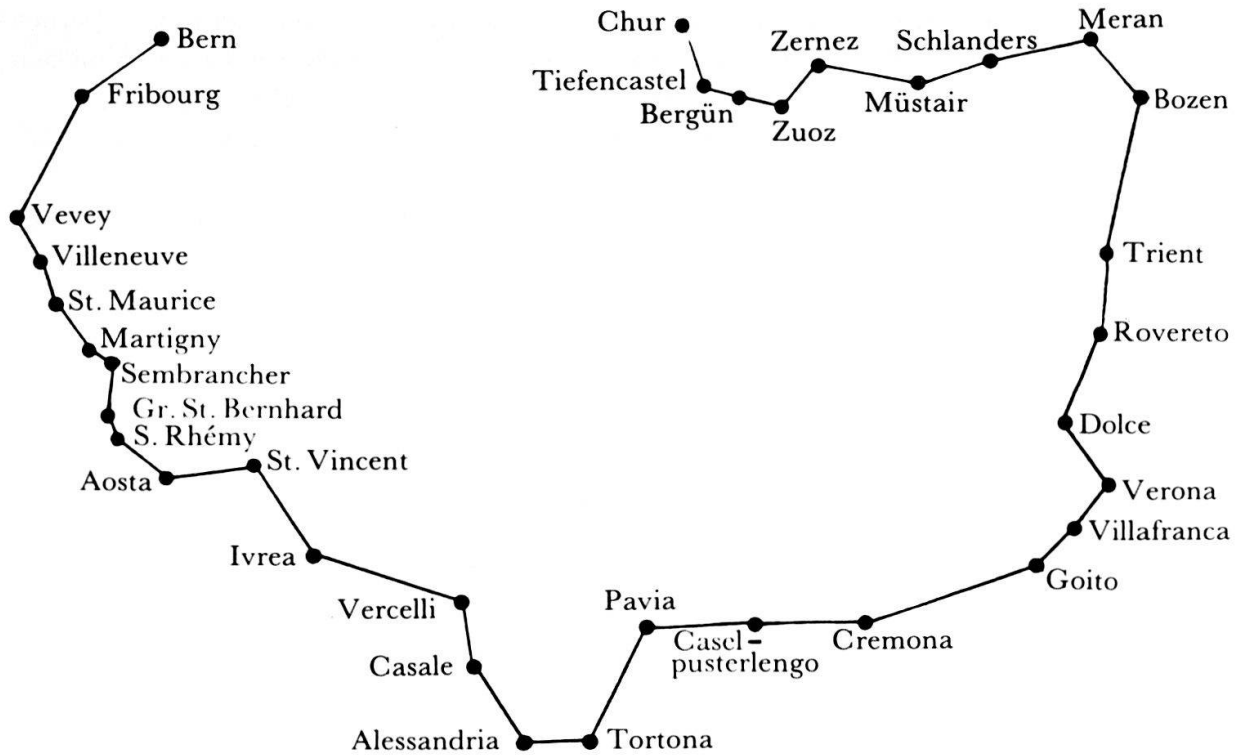 Bern
Fribourg
Vevey
Villeneuve
St. Maurice
Martigny
Sembrancher
Gr. St. Bernhard
S. Rhémy
Aosta
St. Vincent
Ivrea
Vercelli
Casale
Alessandria
Tortona
Pavia
Casel-
pusterlengo
Cremona
Goito
Villafranca
Verona
Dolce
Rovereto
Trient
Bozen
Meran
Schlanders
Müstair
Zernez
Zuoz
Bergün
Tiefencastel
Chur